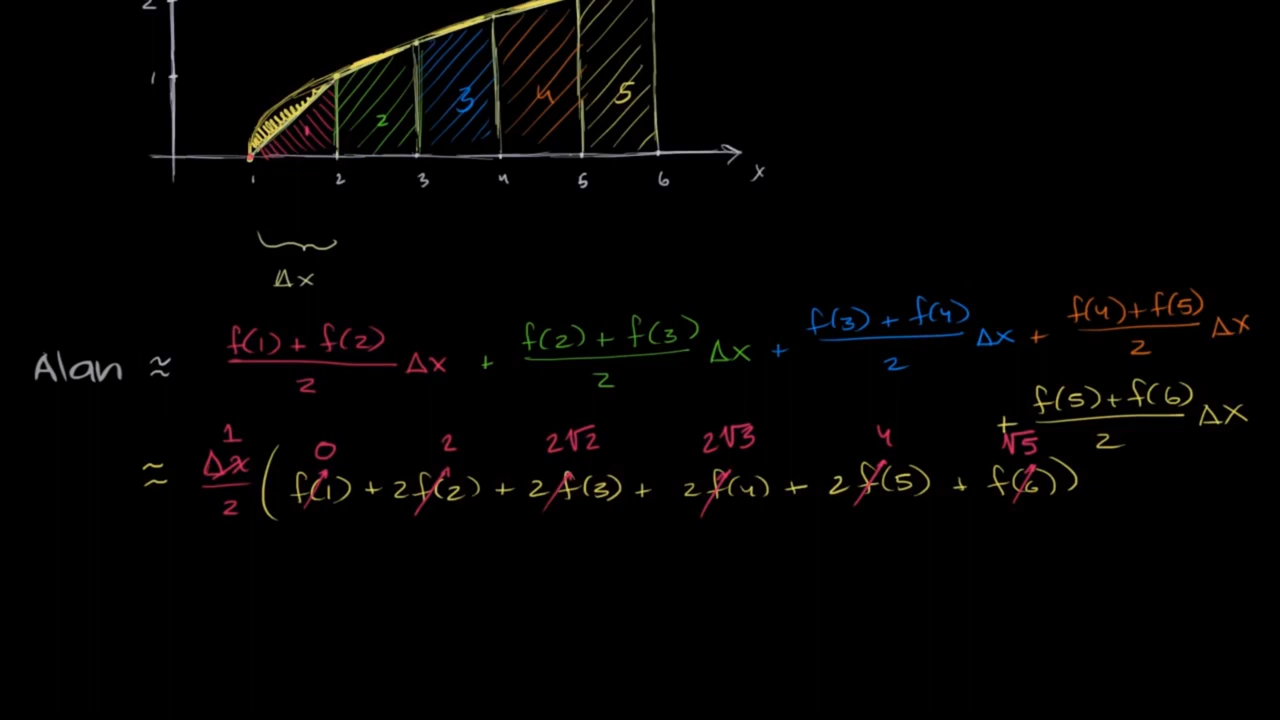 2
1
1 2 3 4 5
1 2 3 4 5 6 x
Δx
Alan ≈ f(1) + f(2)/2 Δx + f(2) + f(3)/2 Δx + f(3) + f(4)/2 Δx + f(4)+f(5)/2 Δx
+ f(5)+f(6)/2 Δx
1 0 2 2√2 2√3 4 √5
≈ Δx/2 ( f(1) + 2f(2) + 2f(3) + 2f(4) + 2f(5) + f(6))